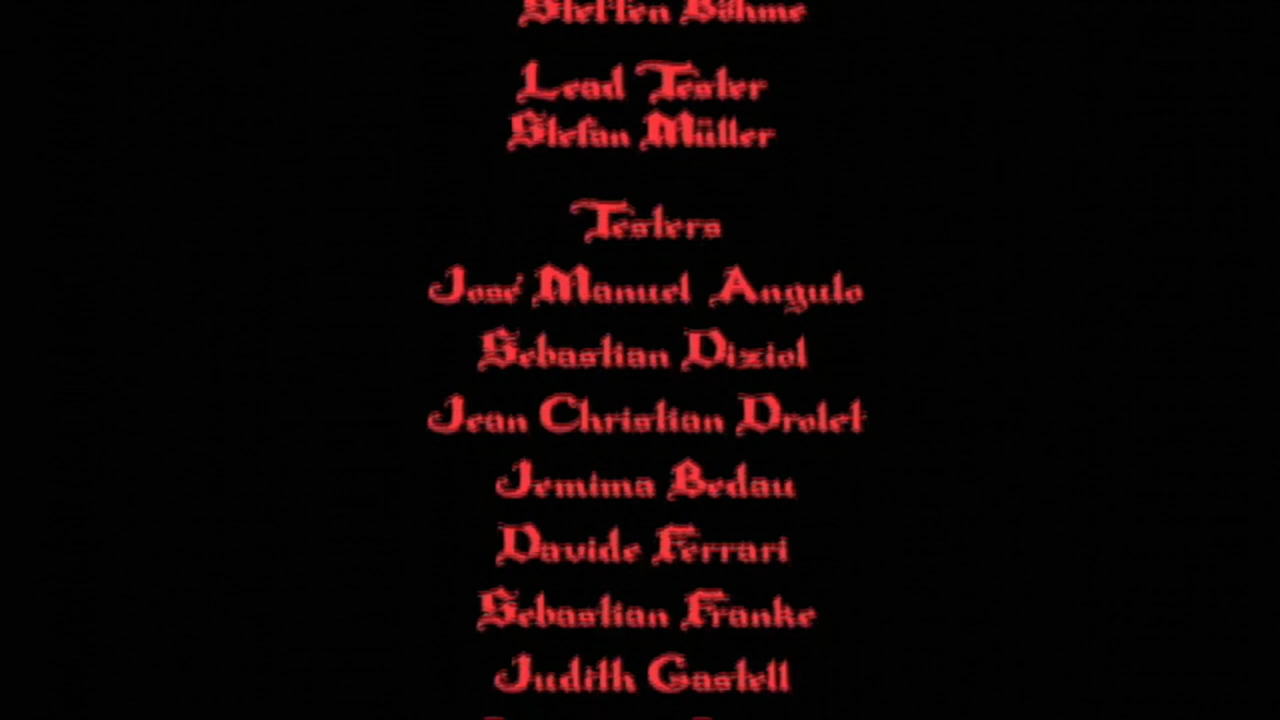 Steffen Böhme
Lead Tester
Stefan Müller
Testers
José Manuel Angulo
Sebastian Diziol
Jean Christian Drolet
Jemima Bedau
Davide Ferrari
Sebastian Franke
Judith Gastell